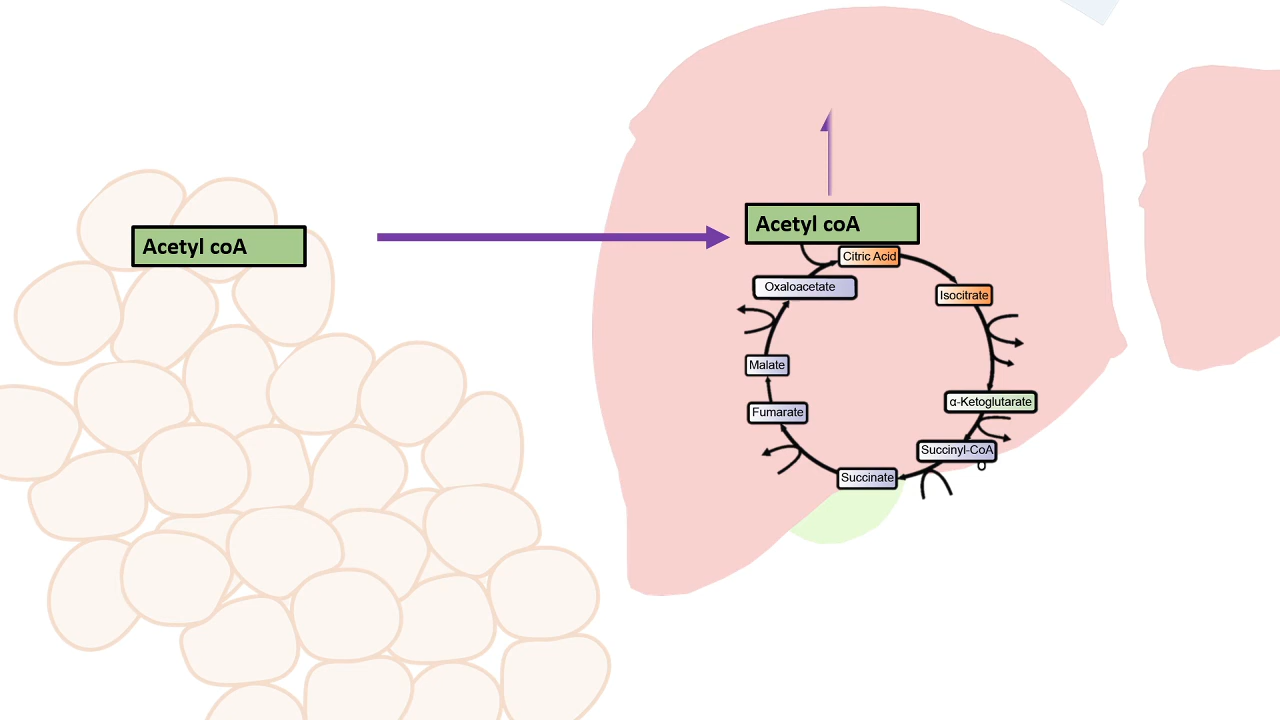 Acetyl coA
Acetyl coA
Citric Acid
Oxaloacetate
Isocitrate
Malate
α-Ketoglutarate
Fumarate
Succinyl-CoA
o
Succinate